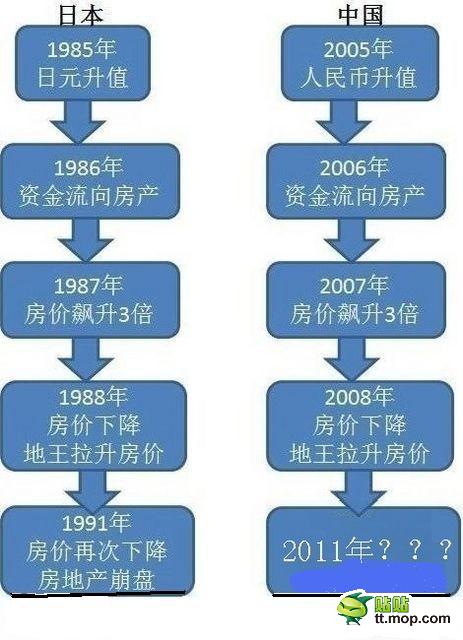 日本
1985年
日元升值
1986年
资金流向房产
1987年
房价飙升3倍
1988年
房价下降
地王拉升房价
1991年
房价再次下降
房地产崩盘
中国
2005年
人民币升值
2006年
资金流向房产
2007年
房价飙升3倍
2008年
房价下降
地王拉升房价
2011年？？？
贴贴
tt.mop.com